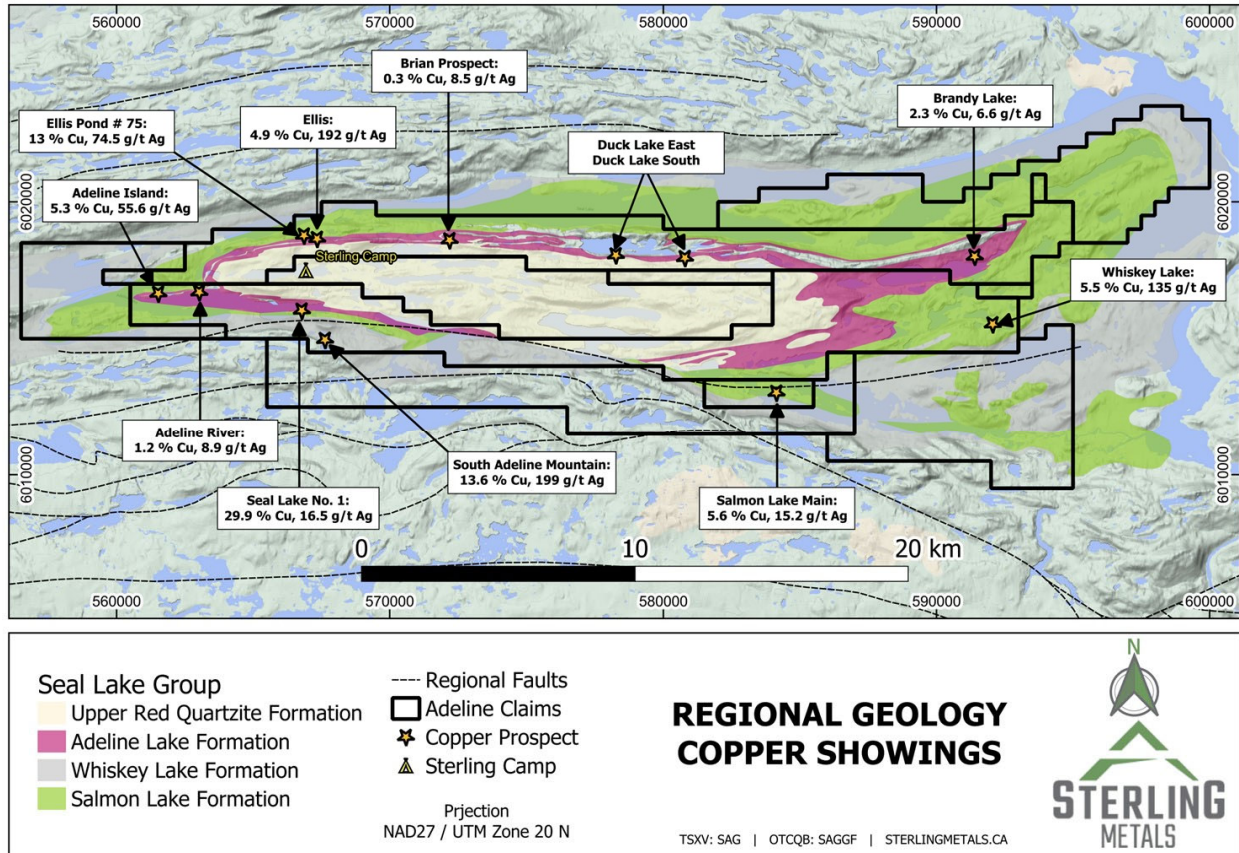 560000
570000
580000
590000
600000
Brian Prospect:
0.3 % Cu, 8.5 g/t Ag
Ellis Pond # 75:
13 % Cu, 74.5 g/t Ag
Ellis:
4.9 % Cu, 192 g/t Ag
Duck Lake East
Duck Lake South
Brandy Lake:
2.3 % Cu, 6.6 g/t Ag
Adeline Island:
5.3 % Cu, 55.6 g/t Ag
6020000
6020000
Sterling Camp
Whiskey Lake:
5.5 % Cu, 135 g/t Ag
Adeline River:
1.2 % Cu, 8.9 g/t Ag
South Adeline Mountain:
13.6 % Cu, 199 g/t Ag
Seal Lake No. 1:
29.9 % Cu, 16.5 g/t Ag
Salmon Lake Main:
5.6 % Cu, 15.2 g/t Ag
6010000
6010000
0
10
20 km
560000
570000
580000
590000
600000
Seal Lake Group
Upper Red Quartzite Formation
Adeline Lake Formation
Whiskey Lake Formation
Salmon Lake Formation
Regional Faults
Adeline Claims
Copper Prospect
Sterling Camp
Prjection
NAD27 / UTM Zone 20 N
REGIONAL GEOLOGY
COPPER SHOWINGS
TSXV: SAG | OTCQB: SAGGF | STERLINGMETALS.CA
N
STERLING
METALS